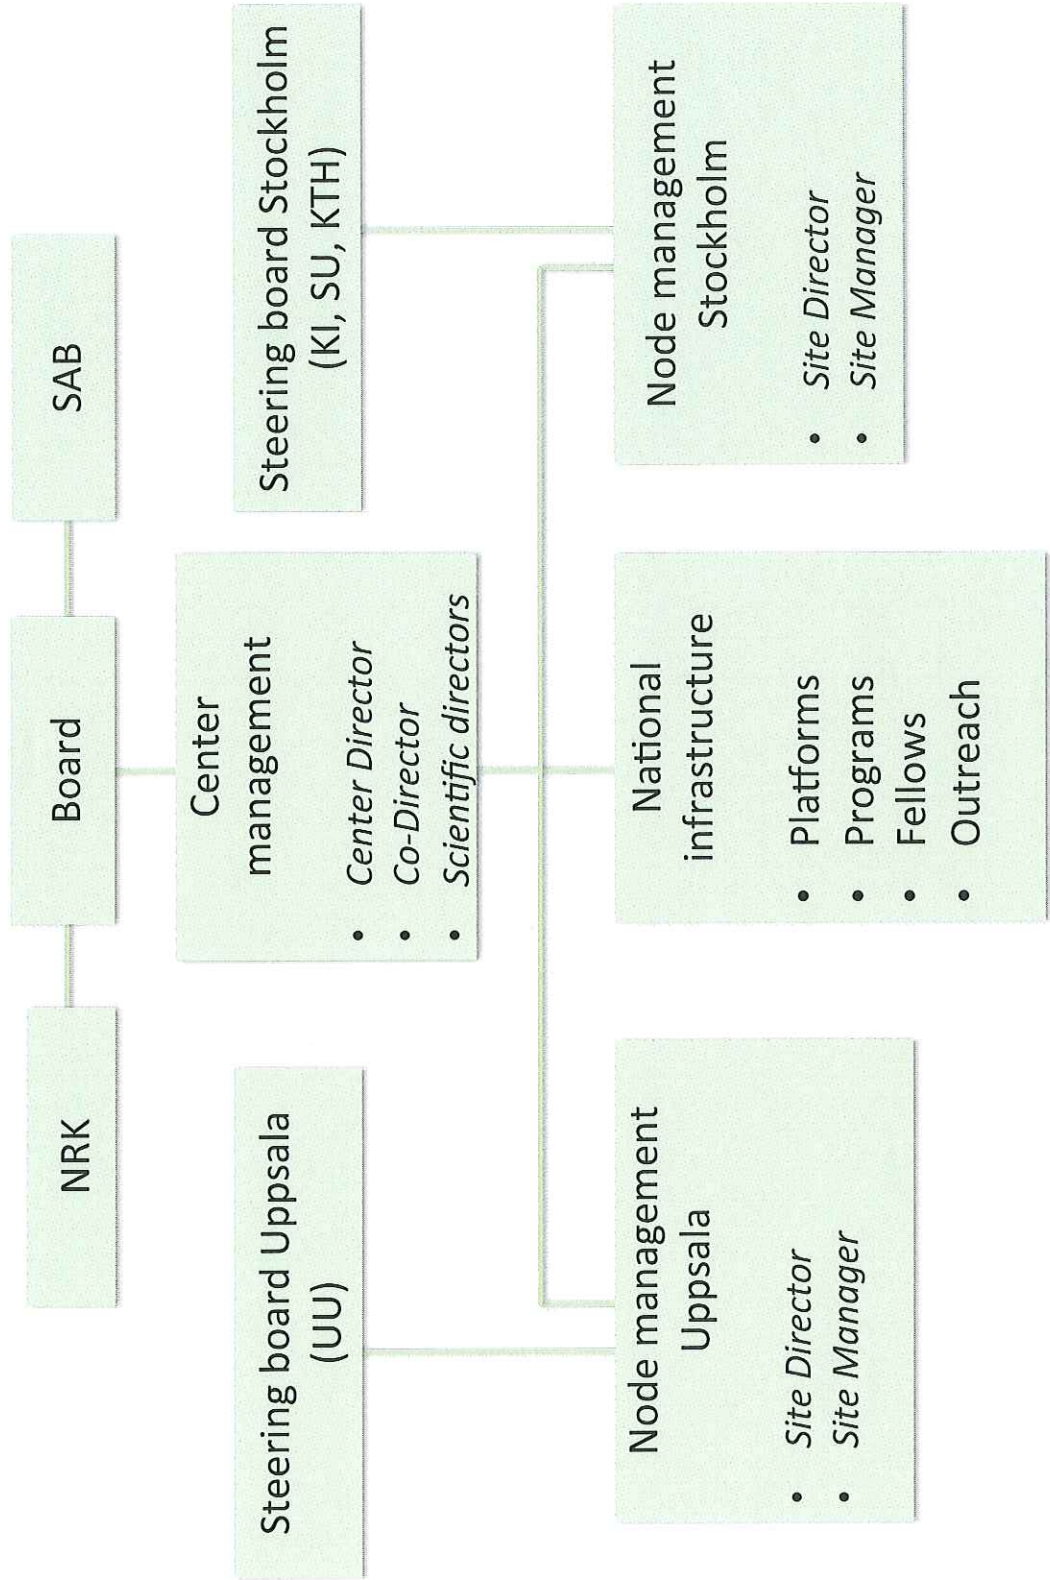 NRK
Board
SAB
Steering board Uppsala
(UU)
Center
management
• Center Director
• Co-Director
• Scientific directors
Steering board Stockholm
(KI, SU, KTH)
Node management
Uppsala
• Site Director
• Site Manager
National
infrastructure
• Platforms
• Programs
• Fellows
• Outreach
Node management
Stockholm
• Site Director
• Site Manager